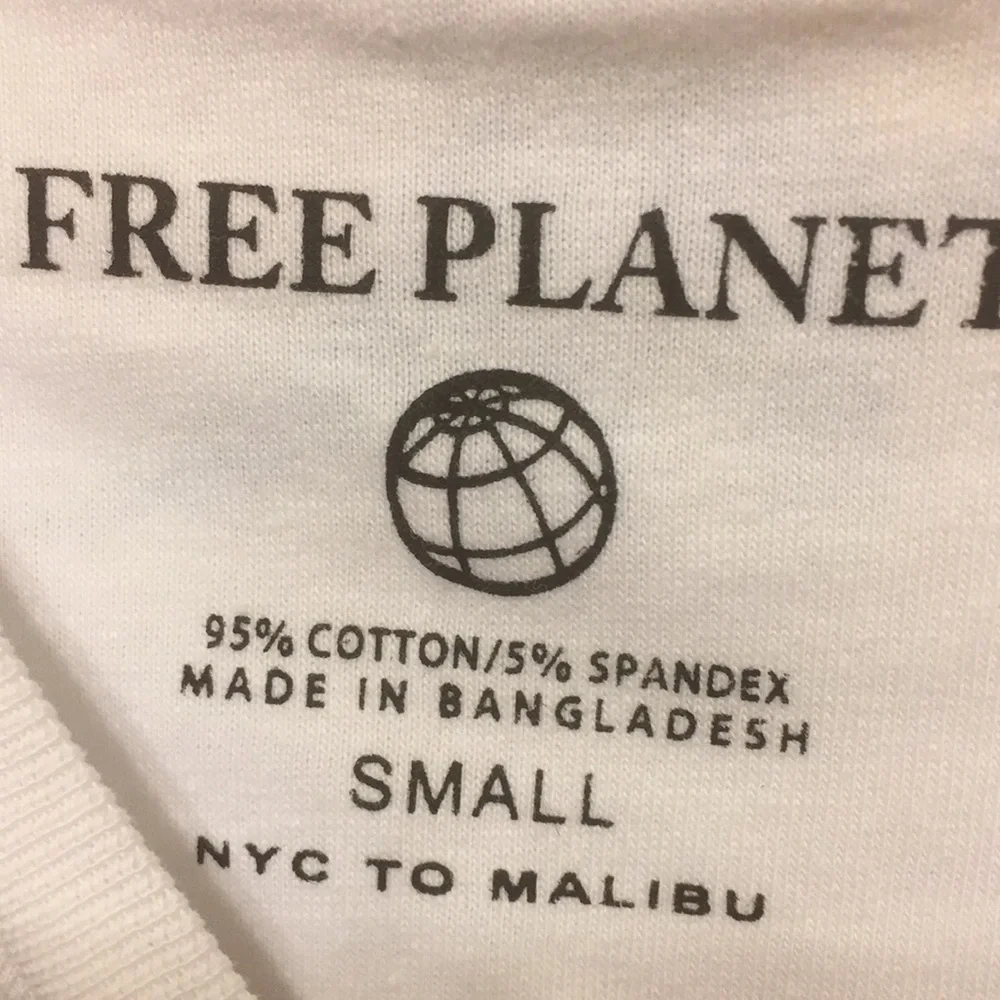 FREE PLANET
95% COTTON/5% SPANDEX
MADE IN BANGLADESH
SMALL
NYC TO MALIBU